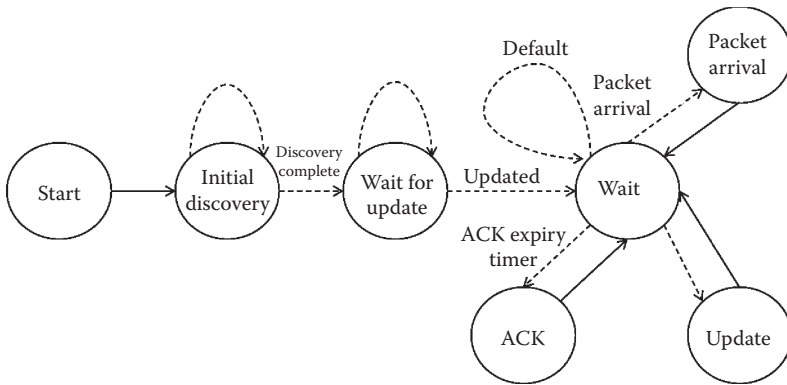 Default
Packet
arrival
Packet
arrival
Discovery
complete
Start
Initial
discovery
Wait for
update
Updated
Wait
ACK expiry
timer
ACK
Update